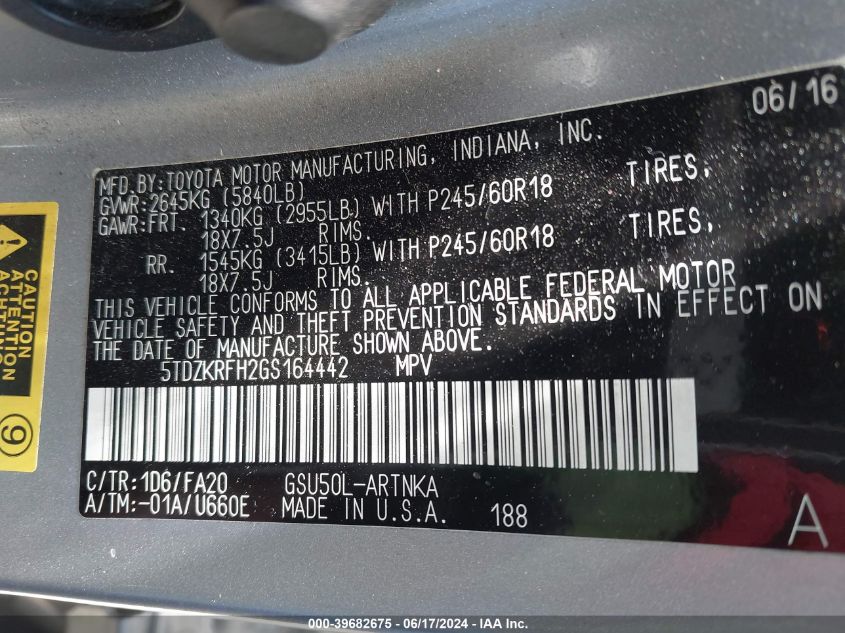 06/16
MFD.BY:TOYOTA MOTOR MANUFACTURING, INDIANA, INC.
GVWR:2645KG (5840LB)
GAWR:FRT. 1340KG (2955LB) WITH P245/60R18 TIRES,
18X7.5J RIMS.
RR. 1545KG (3415LB) WITH P245/60R18 TIRES,
18X7.5J RIMS.
THIS VEHICLE CONFORMS TO ALL APPLICABLE FEDERAL MOTOR
VEHICLE SAFETY AND THEFT PREVENTION STANDARDS IN EFFECT ON
THE DATE OF MANUFACTURE SHOWN ABOVE.
5TDZKRFH2GS164442 MPV
C/TR:1D6/FA20 GSU50L-ARTNKA
A/TM:-01A/U660E MADE IN U.S.A. 188
A
CAUTION
ATTENTION
9
000-39682675 - 06/17/2024 - IAAI.com